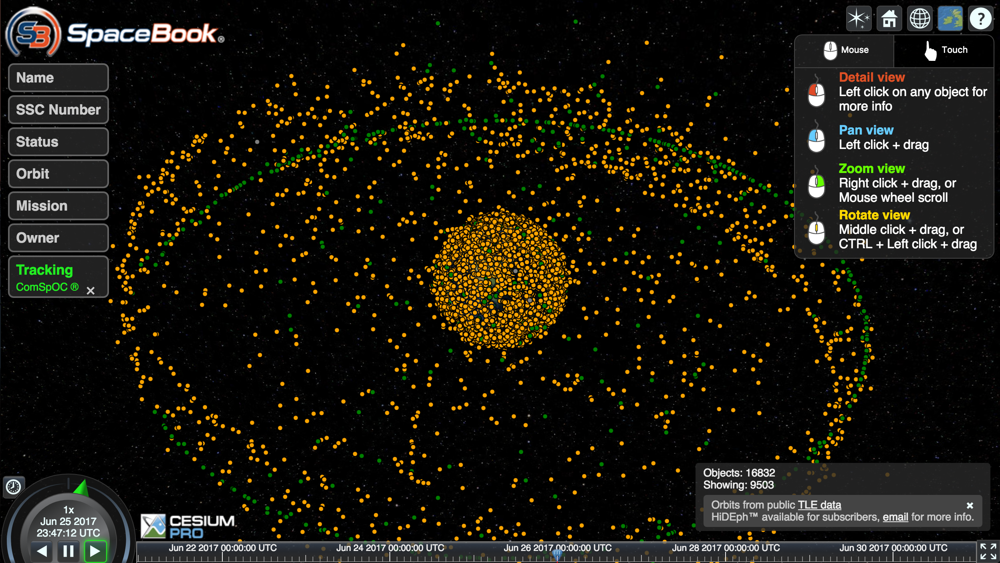 SB SpaceBook®
Name
SSC Number
Status
Orbit
Mission
Owner
Tracking
ComSpOC ®
Mouse
Touch
Detail view
Left click on any object for
more info
Pan view
Left click + drag
Zoom view
Right click + drag, or
Mouse wheel scroll
Rotate view
Middle click + drag, or
CTRL + Left click + drag
Objects: 16832
Showing: 9503
Orbits from public TLE data
HiDEph™ available for subscribers, email for more info.
1x
Jun 25 2017
23:47:12 UTC
CESIUM
PRO
Jun 22 2017 00:00:00 UTC
Jun 24 2017 00:00:00 UTC
Jun 26 2017 00:00:00 UTC
Jun 28 2017 00:00:00 UTC
Jun 30 2017 00:00:00 UTC